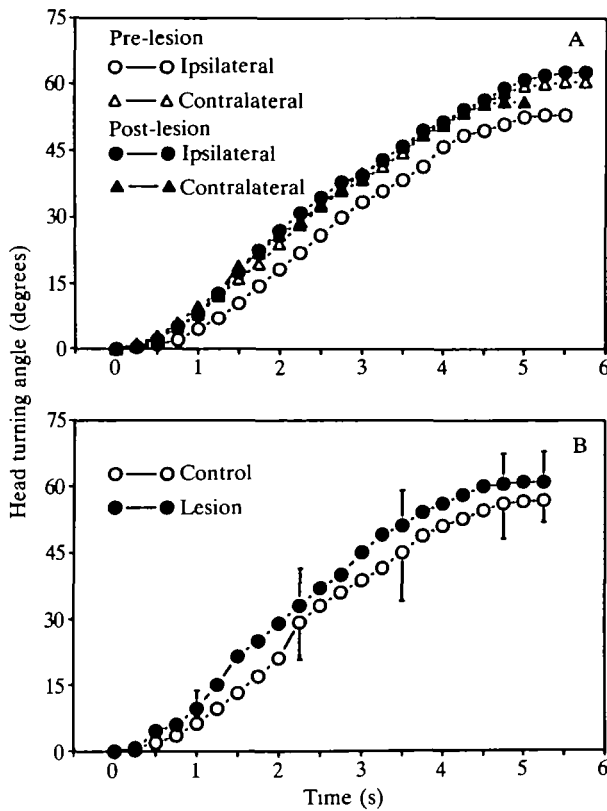 75
A
Pre-lesion
Ipsilateral
Contralateral
Post-lesion
Ipsilateral
Contralateral
60
45
30
15
0
0 1 2 3 4 5 6
Head turning angle (degrees)
75
B
Control
Lesion
60
45
30
15
0
0 1 2 3 4 5 6
Time (s)